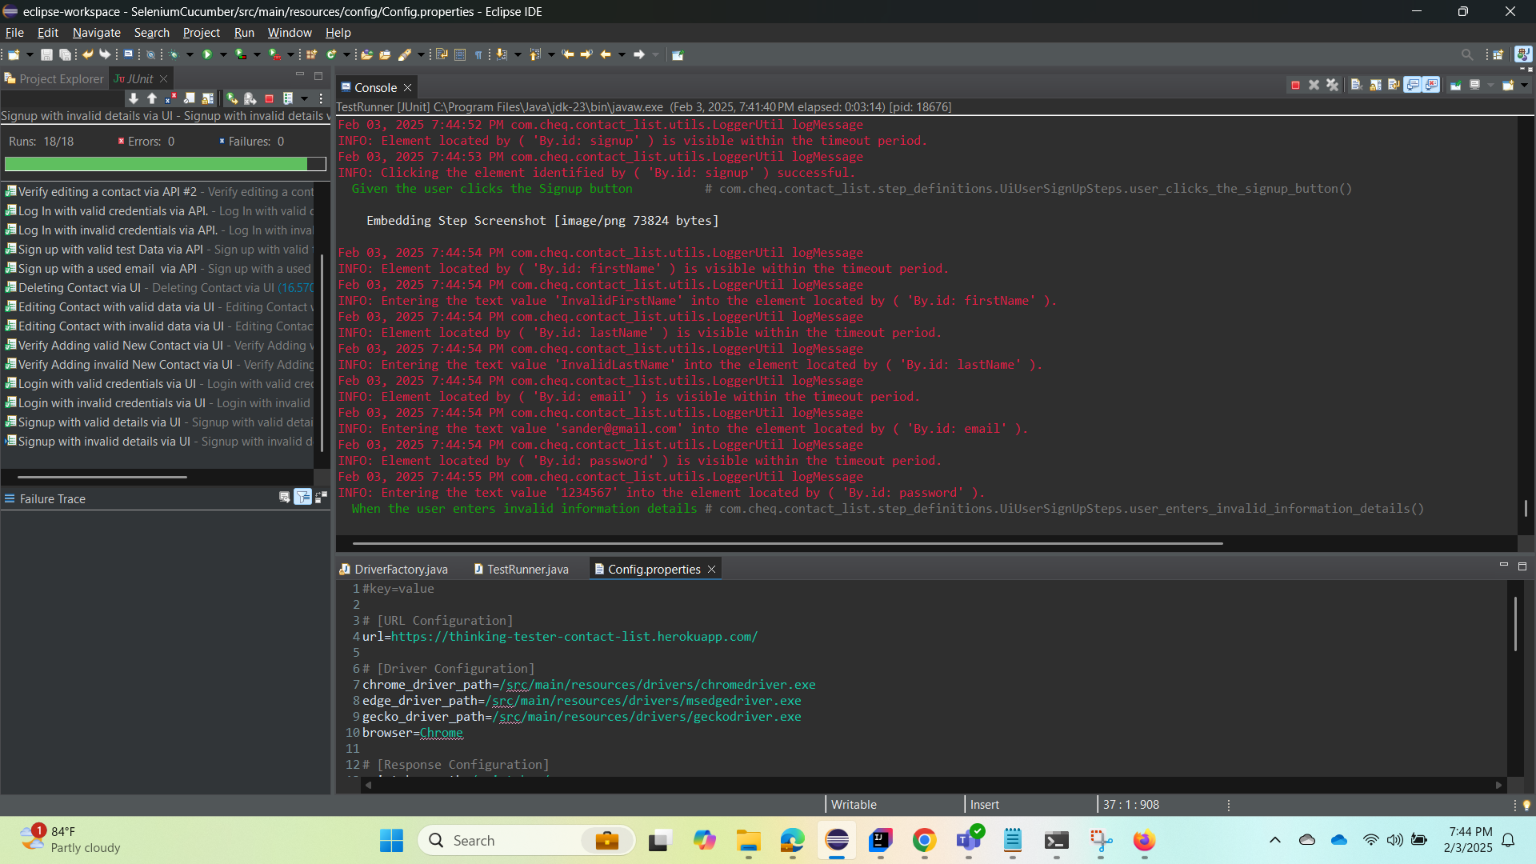 eclipse-workspace - SeleniumCucumber/src/main/resources/config/Config.properties - Eclipse IDE
File Edit Navigate Search Project Run Window Help
Project Explorer JUnit
Signup with invalid details via UI - Signup with invalid details v
Runs: 18/18 Errors: 0 Failures: 0
Verify editing a contact via API #2 - Verify editing a cont
Log In with valid credentials via API. - Log In with valid c
Log In with invalid credentials via API. - Log In with inva
Sign up with valid test Data via API - Sign up with valid
Sign up with a used email via API - Sign up with a used
Deleting Contact via UI - Deleting Contact via UI (16.570
Editing Contact with valid data via UI - Editing Contact v
Editing Contact with invalid data via UI - Editing Contac
Verify Adding valid New Contact via UI - Verify Adding v
Verify Adding invalid New Contact via UI - Verify Adding
Login with valid credentials via UI - Login with valid cred
Login with invalid credentials via UI - Login with invalid
Signup with valid details via UI - Signup with valid detai
Signup with invalid details via UI - Signup with invalid d
Failure Trace
Console
TestRunner [JUnit] C:\Program Files\Java\jdk-23\bin\javaw.exe (Feb 3, 2025, 7:41:40 PM elapsed: 0:03:14) [pid: 18676]
Feb 03, 2025 7:44:52 PM com.cheq.contact_list.utils.LoggerUtil logMessage
INFO: Element located by ( 'By.id: signup' ) is visible within the timeout period.
Feb 03, 2025 7:44:53 PM com.cheq.contact_list.utils.LoggerUtil logMessage
INFO: Clicking the element identified by ( 'By.id: signup' ) successful.
Given the user clicks the Signup button # com.cheq.contact_list.step_definitions.UiUserSignUpSteps.user_clicks_the_signup_button()
Embedding Step Screenshot [image/png 73824 bytes]
Feb 03, 2025 7:44:54 PM com.cheq.contact_list.utils.LoggerUtil logMessage
INFO: Element located by ( 'By.id: firstName' ) is visible within the timeout period.
Feb 03, 2025 7:44:54 PM com.cheq.contact_list.utils.LoggerUtil logMessage
INFO: Entering the text value 'InvalidFirstName' into the element located by ( 'By.id: firstName' ).
Feb 03, 2025 7:44:54 PM com.cheq.contact_list.utils.LoggerUtil logMessage
INFO: Element located by ( 'By.id: lastName' ) is visible within the timeout period.
Feb 03, 2025 7:44:54 PM com.cheq.contact_list.utils.LoggerUtil logMessage
INFO: Entering the text value 'InvalidLastName' into the element located by ( 'By.id: lastName' ).
Feb 03, 2025 7:44:54 PM com.cheq.contact_list.utils.LoggerUtil logMessage
INFO: Element located by ( 'By.id: email' ) is visible within the timeout period.
Feb 03, 2025 7:44:54 PM com.cheq.contact_list.utils.LoggerUtil logMessage
INFO: Entering the text value 'sander@gmail.com' into the element located by ( 'By.id: email' ).
Feb 03, 2025 7:44:54 PM com.cheq.contact_list.utils.LoggerUtil logMessage
INFO: Element located by ( 'By.id: password' ) is visible within the timeout period.
Feb 03, 2025 7:44:55 PM com.cheq.contact_list.utils.LoggerUtil logMessage
INFO: Entering the text value '1234567' into the element located by ( 'By.id: password' ).
When the user enters invalid information details # com.cheq.contact_list.step_definitions.UiUserSignUpSteps.user_enters_invalid_information_details()
DriverFactory.java TestRunner.java Config.properties
1 #key=value
2
3 # [URL Configuration]
4 url=https://thinking-tester-contact-list.herokuapp.com/
5
6 # [Driver Configuration]
7 chrome_driver_path=/src/main/resources/drivers/chromedriver.exe
8 edge_driver_path=/src/main/resources/drivers/msedgedriver.exe
9 gecko_driver_path=/src/main/resources/drivers/geckodriver.exe
10 browser=Chrome
11
12 # [Response Configuration]
Writable Insert 37 : 1 : 908
1 84°F
Partly cloudy
Search
7:44 PM
2/3/2025